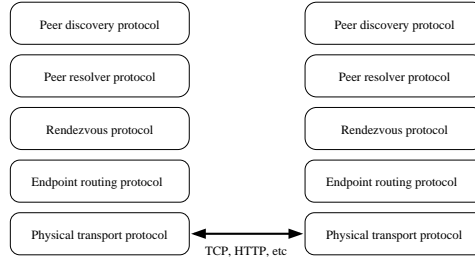 Peer discovery protocol
Peer discovery protocol
Peer resolver protocol
Peer resolver protocol
Rendezvous protocol
Rendezvous protocol
Endpoint routing protocol
Endpoint routing protocol
Physical transport protocol
Physical transport protocol
TCP, HTTP, etc